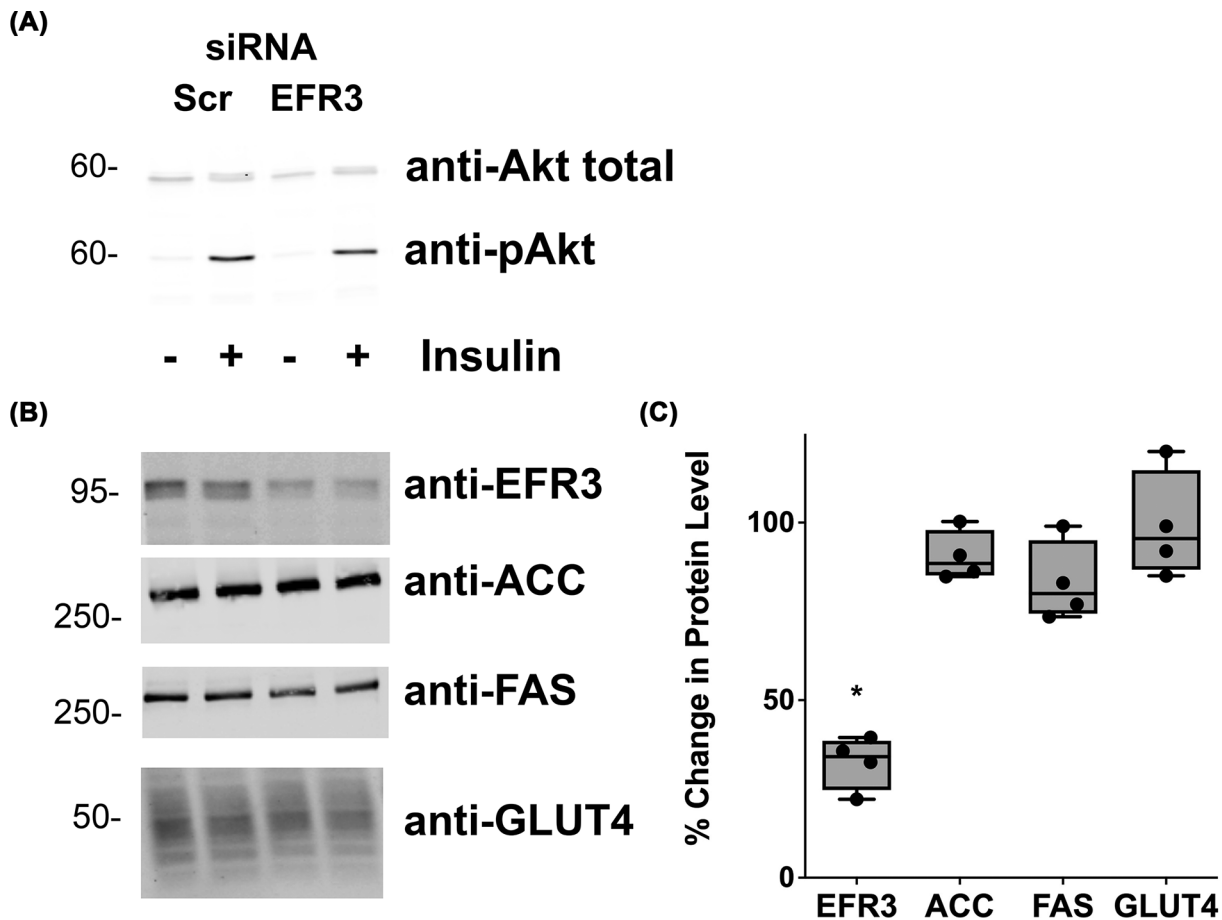 (A)
siRNA
Scr EFR3
60- anti-Akt total
60- anti-pAkt
- + - + Insulin
(B)
95- anti-EFR3
anti-ACC
250-
anti-FAS
250-
50- anti-GLUT4
(C)
% Change in Protein Level
100
50
0
*
EFR3 ACC FAS GLUT4